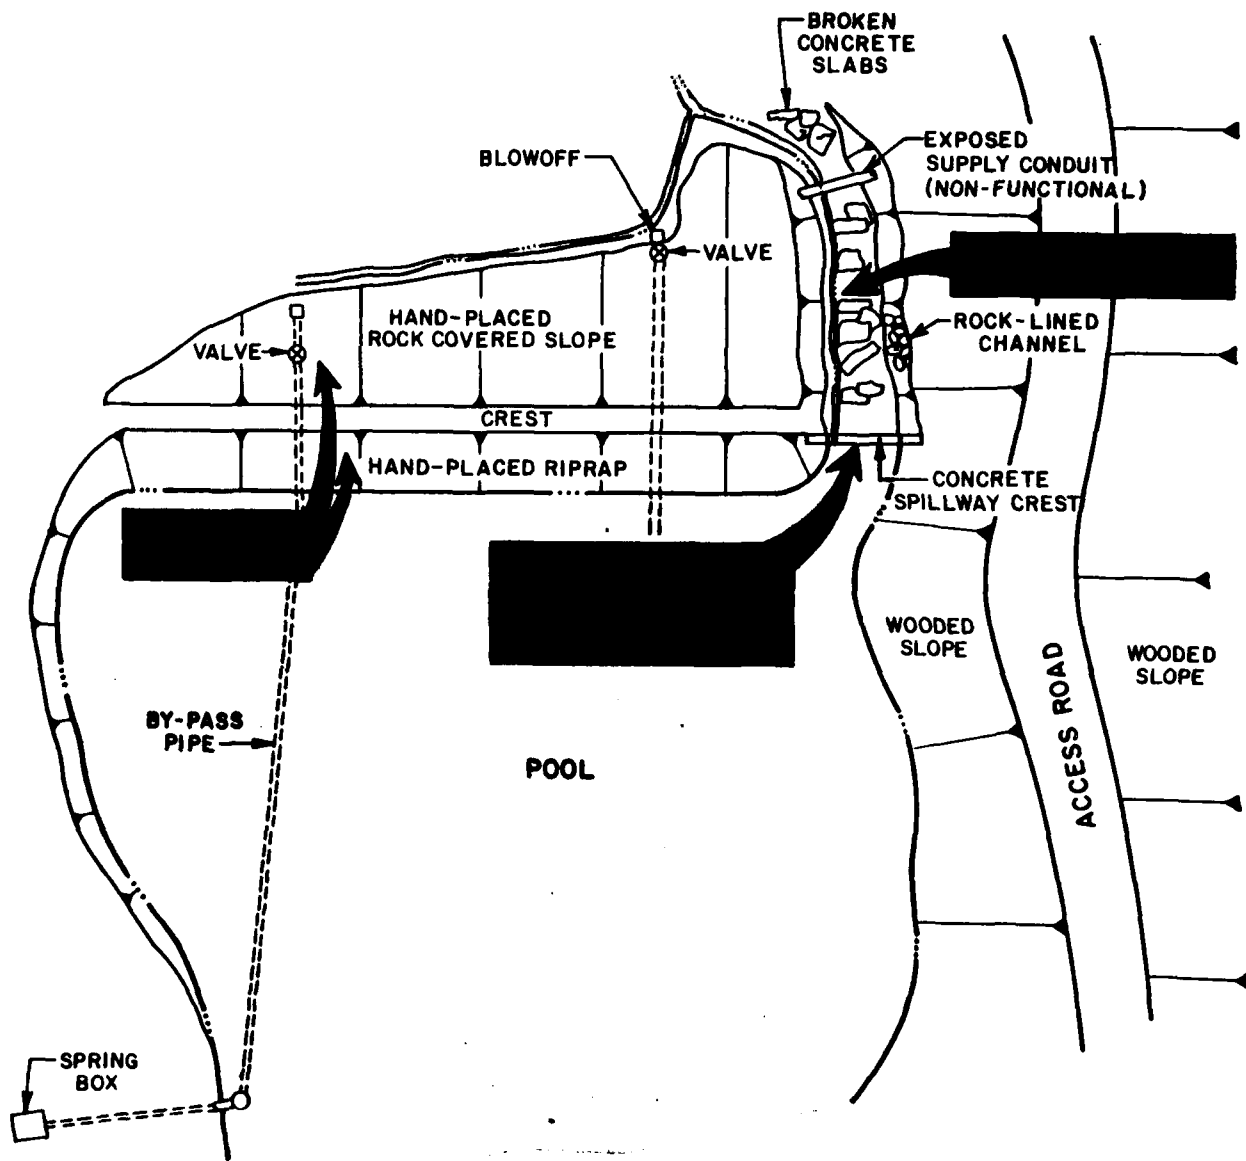 BROKEN
CONCRETE
SLABS
EXPOSED
SUPPLY CONDUIT
(NON-FUNCTIONAL)
BLOWOFF
VALVE
HAND-PLACED
ROCK COVERED SLOPE
VALVE
ROCK-LINED
CHANNEL
CREST
HAND-PLACED RIPRAP
CONCRETE
SPILLWAY CREST
WOODED
SLOPE
WOODED
SLOPE
ACCESS ROAD
BY-PASS
PIPE
POOL
SPRING
BOX